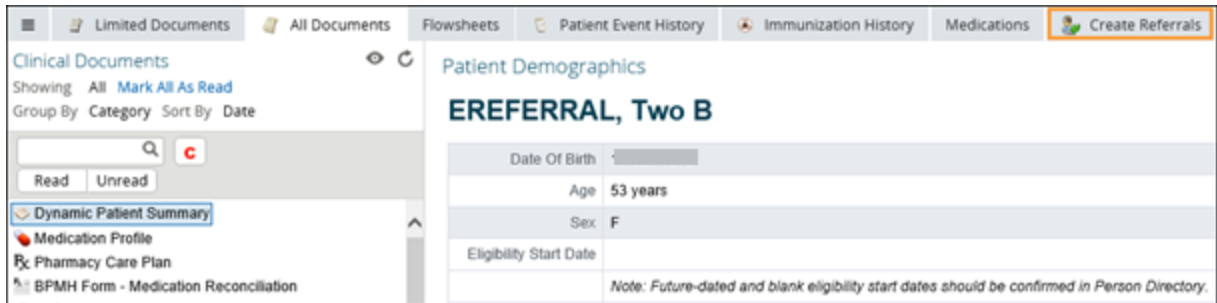 Limited Documents All Documents Flowsheets Patient Event History Immunization History Medications Create Referrals
Clinical Documents
Showing All Mark All As Read
Group By Category Sort By Date
C
Read Unread
Dynamic Patient Summary
Medication Profile
Rx Pharmacy Care Plan
BPMH Form - Medication Reconciliation
Patient Demographics
EREFERRAL, Two B
Date Of Birth
Age 53 years
Sex F
Eligibility Start Date
Note: Future-dated and blank eligibility start dates should be confirmed in Person Directory.